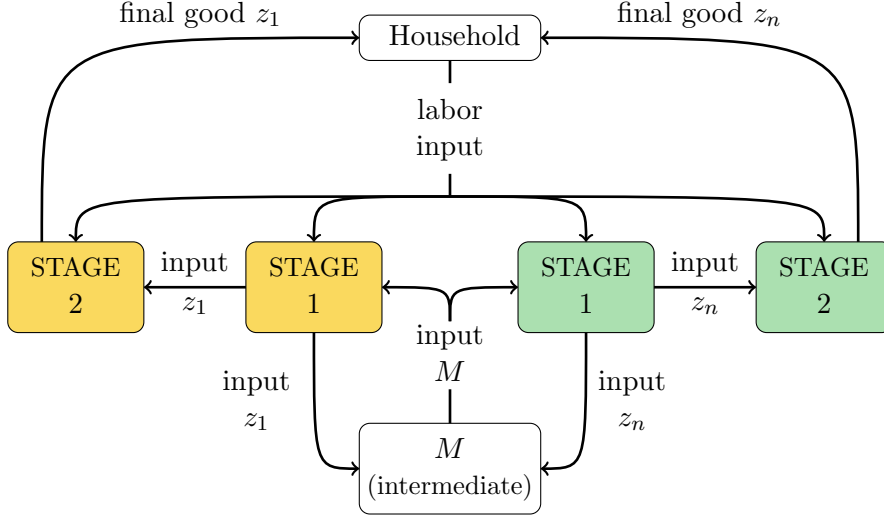 final good z₁
Household
final good zₙ
labor
input
STAGE
2
input
z₁
STAGE
1
STAGE
1
input
zₙ
STAGE
2
input
M
input
z₁
input
zₙ
M
(intermediate)